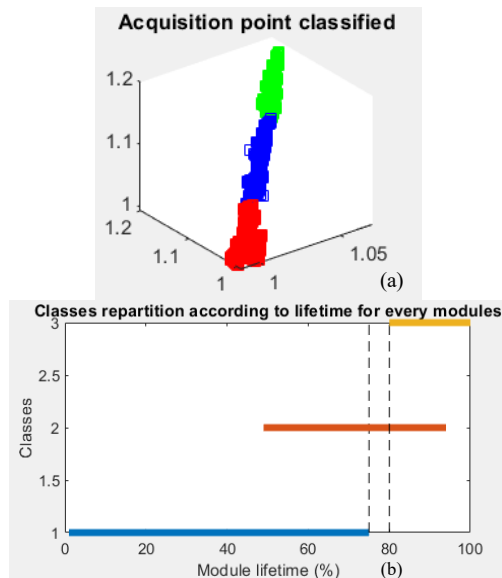 Acquisition point classified
1.2
1.1
1
1.2
1.1
1
1
1.05
(a)
Classes repartition according to lifetime for every modules
3
2.5
2
1.5
1
Classes
0 20 40 60 80 100
Module lifetime (%)
(b)